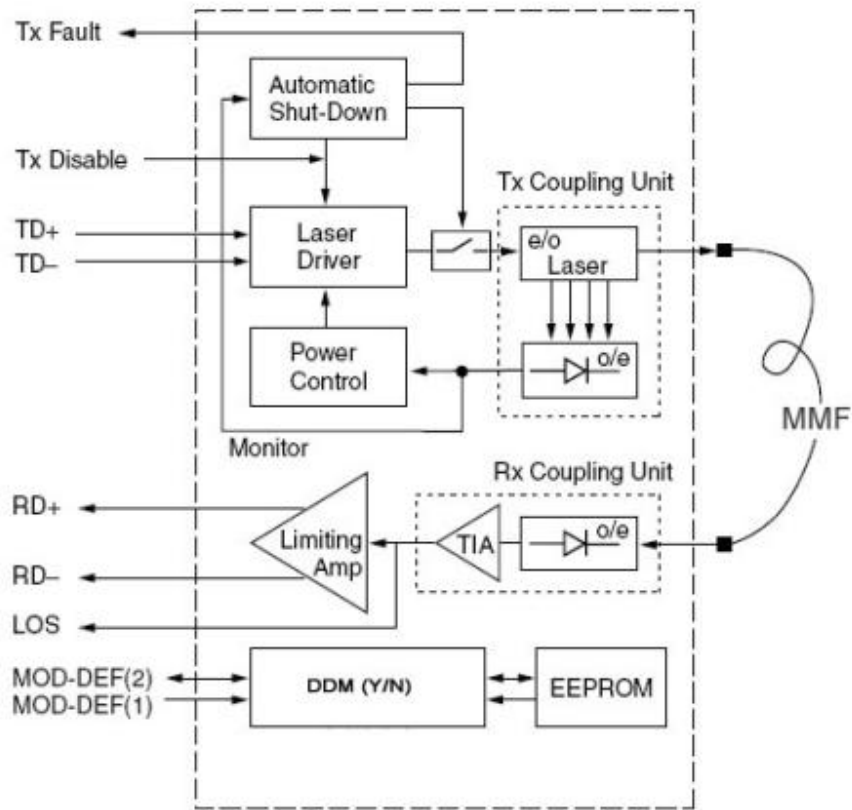 Tx Fault
Automatic
Shut-Down
Tx Disable
Tx Coupling Unit
TD+
TD–
Laser
Driver
e/o
Laser
Power
Control
o/e
MMF
Monitor
Rx Coupling Unit
RD+
RD–
Limiting
Amp
TIA
o/e
LOS
MOD-DEF(2)
MOD-DEF(1)
DDM (Y/N)
EEPROM